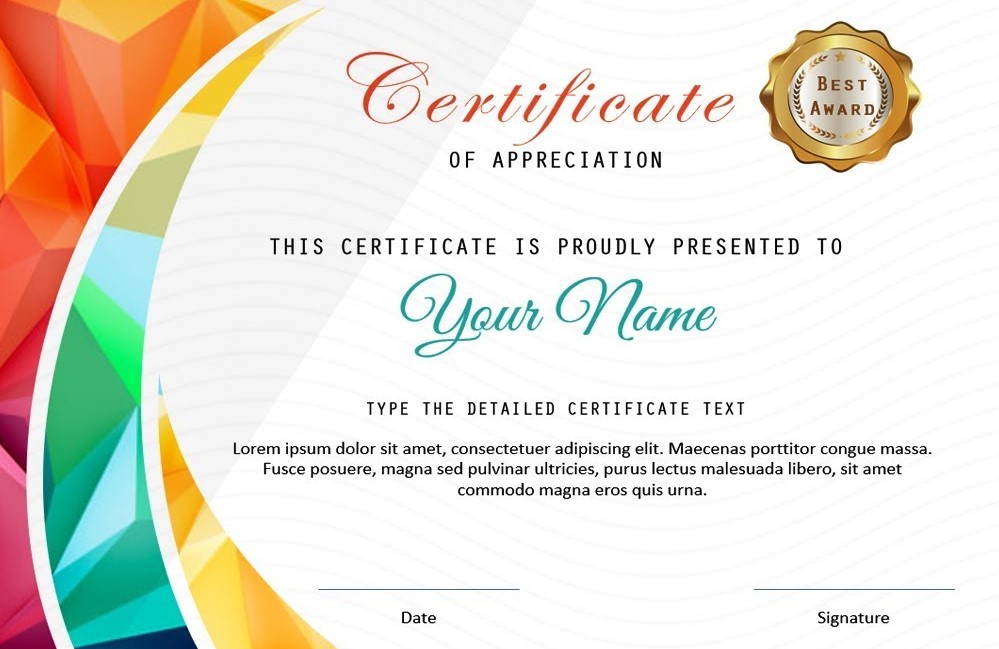 Certificate
OF APPRECIATION
BEST
AWARD
THIS CERTIFICATE IS PROUDLY PRESENTED TO
Your Name
TYPE THE DETAILED CERTIFICATE TEXT
Lorem ipsum dolor sit amet, consectetuer adipiscing elit. Maecenas porttitor congue massa.
Fusce posuere, magna sed pulvinar ultricies, purus lectus malesuada libero, sit amet
commodo magna eros quis urna.
Date
Signature